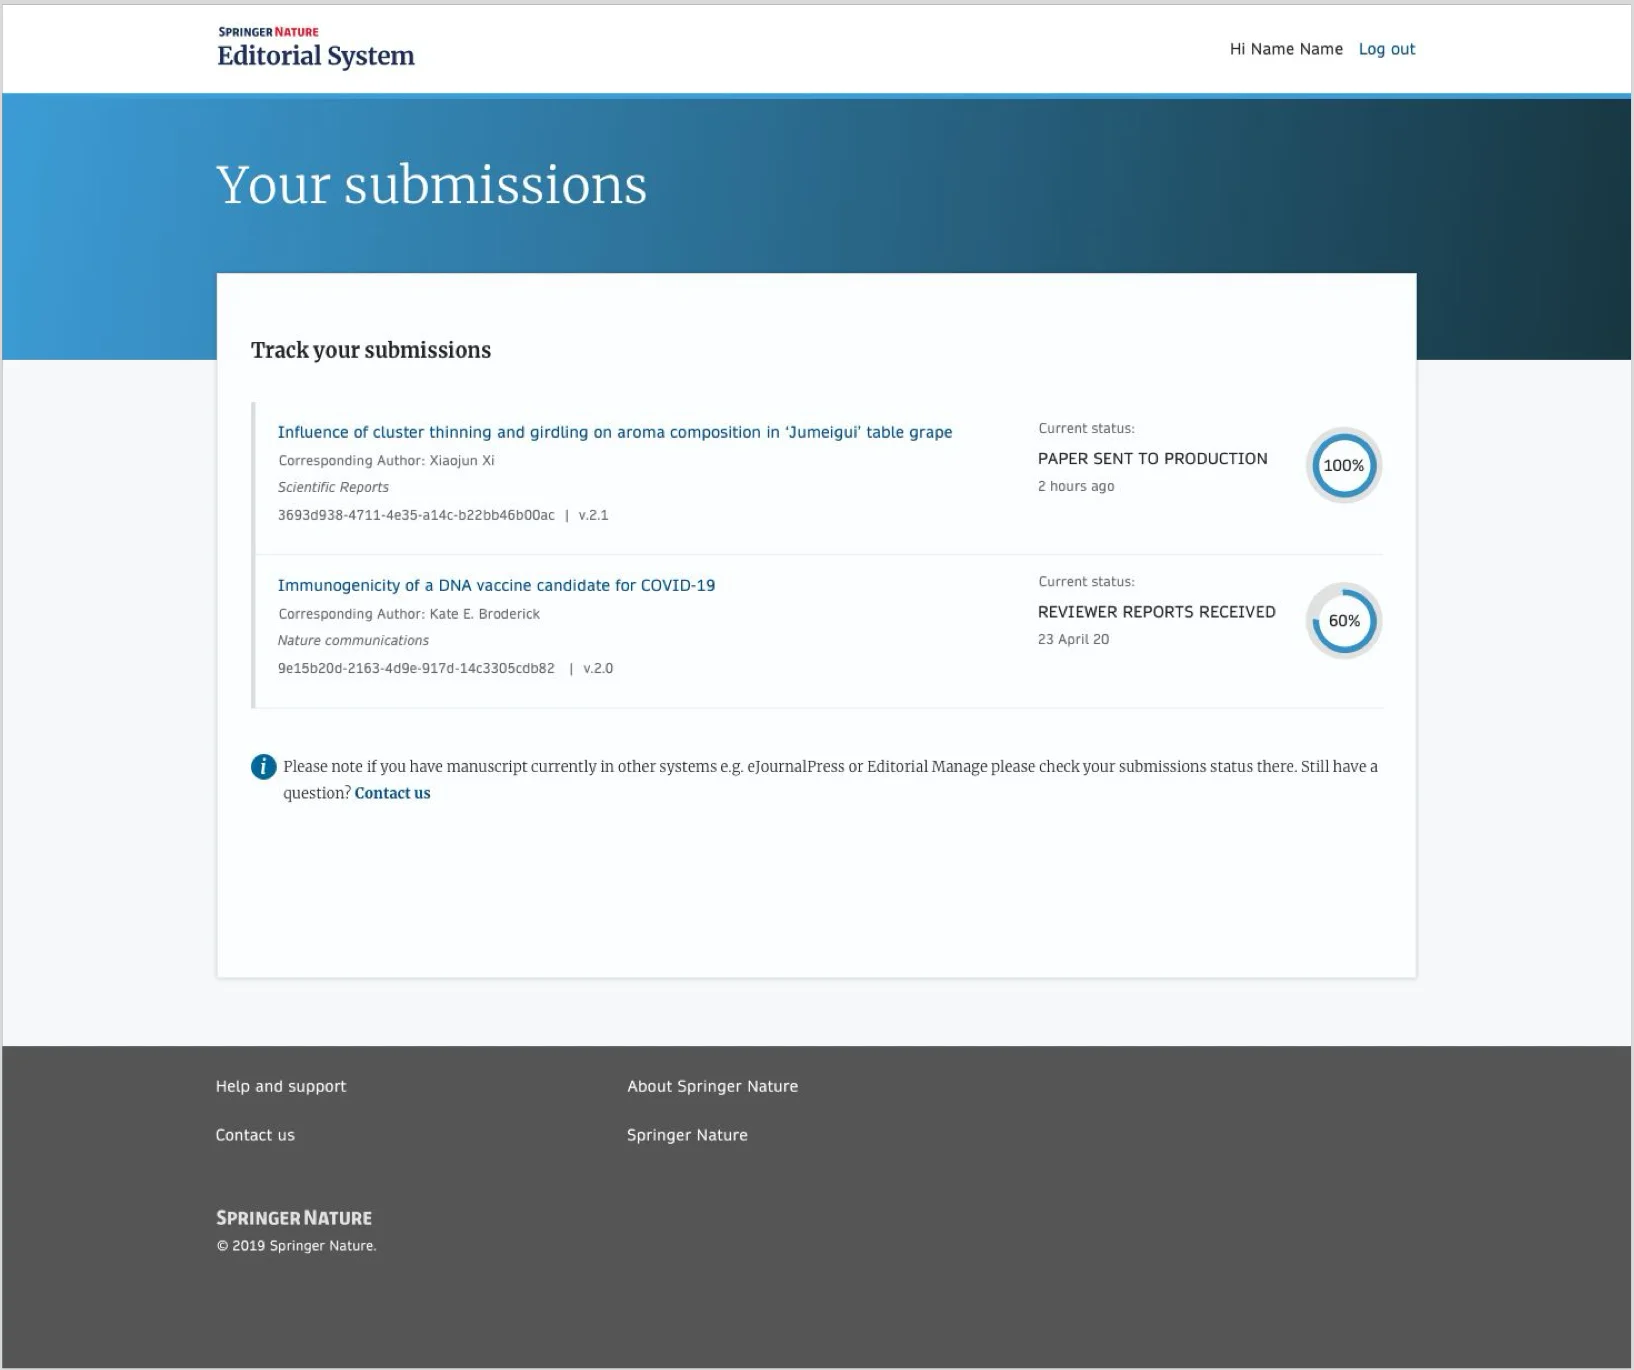 SPRINGER NATURE
Editorial System
Hi Name Name Log out
Your submissions
Track your submissions
Influence of cluster thinning and girdling on aroma composition in ‘Jumeigui’ table grape
Corresponding Author: Xiaojun Xi
Scientific Reports
3693d938-4711-4e35-a14c-b22bb46b00ac | v.2.1
Current status:
PAPER SENT TO PRODUCTION
2 hours ago
100%
Immunogenicity of a DNA vaccine candidate for COVID-19
Corresponding Author: Kate E. Broderick
Nature communications
9e15b20d-2163-4d9e-917d-14c3305cdb82 | v.2.0
Current status:
REVIEWER REPORTS RECEIVED
23 April 20
60%
i Please note if you have manuscript currently in other systems e.g. eJournalPress or Editorial Manage please check your submissions status there. Still have a
question? Contact us
Help and support
Contact us
About Springer Nature
Springer Nature
SPRINGER NATURE
© 2019 Springer Nature.